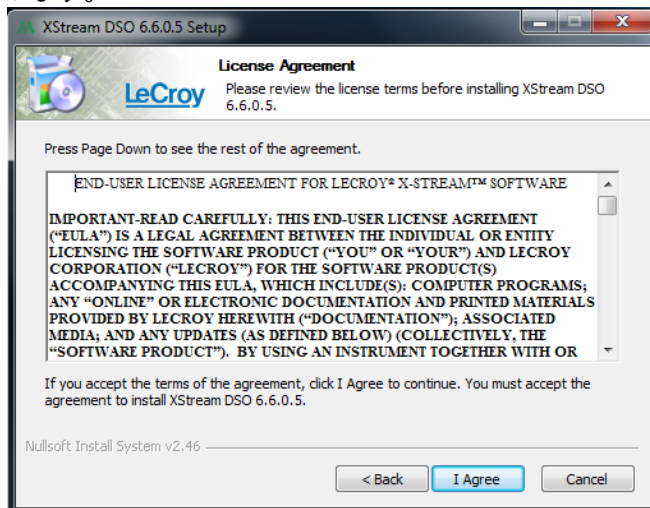 XStream DSO 6.6.0.5 Setup
License Agreement
LeCroy
Please review the license terms before installing XStream DSO
6.6.0.5.
Press Page Down to see the rest of the agreement.
END-USER LICENSE AGREEMENT FOR LECROY® X-STREAM™ SOFTWARE
IMPORTANT-READ CAREFULLY: THIS END-USER LICENSE AGREEMENT
(“EULA”) IS A LEGAL AGREEMENT BETWEEN THE INDIVIDUAL OR ENTITY
LICENSING THE SOFTWARE PRODUCT (“YOU” OR “YOUR”) AND LECROY
CORPORATION (“LECROY”) FOR THE SOFTWARE PRODUCT(S)
ACCOMPANYING THIS EULA, WHICH INCLUDE(S): COMPUTER PROGRAMS;
ANY “ONLINE” OR ELECTRONIC DOCUMENTATION AND PRINTED MATERIALS
PROVIDED BY LECROY HEREWITH (“DOCUMENTATION”); ASSOCIATED
MEDIA; AND ANY UPDATES (AS DEFINED BELOW) (COLLECTIVELY, THE
“SOFTWARE PRODUCT”). BY USING AN INSTRUMENT TOGETHER WITH OR
If you accept the terms of the agreement, click I Agree to continue. You must accept the
agreement to install XStream DSO 6.6.0.5.
Nullsoft Install System v2.46
< Back
I Agree
Cancel